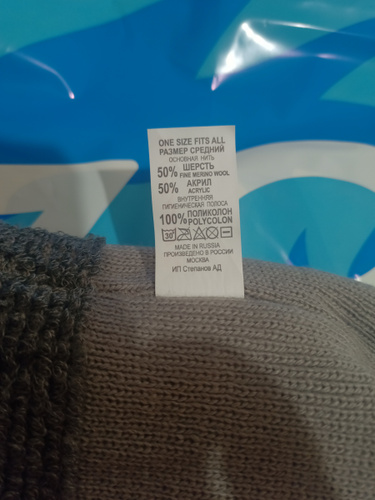 ONE SIZE FITS ALL
РАЗМЕР СРЕДНИЙ
ОСНОВНАЯ НИТЬ
50% ШЕРСТЬ
FINE MERINO WOOL
50% АКРИЛ
ACRYLIC
ВНУТРЕННЯЯ
ГИГИЕНИЧЕСКАЯ ПОЛОСА
100% ПОЛИКОЛОН
POLYCOLON
30
MADE IN RUSSIA
ПРОИЗВЕДЕНО В РОССИИ
МОСКВА
ИП Степанов АД